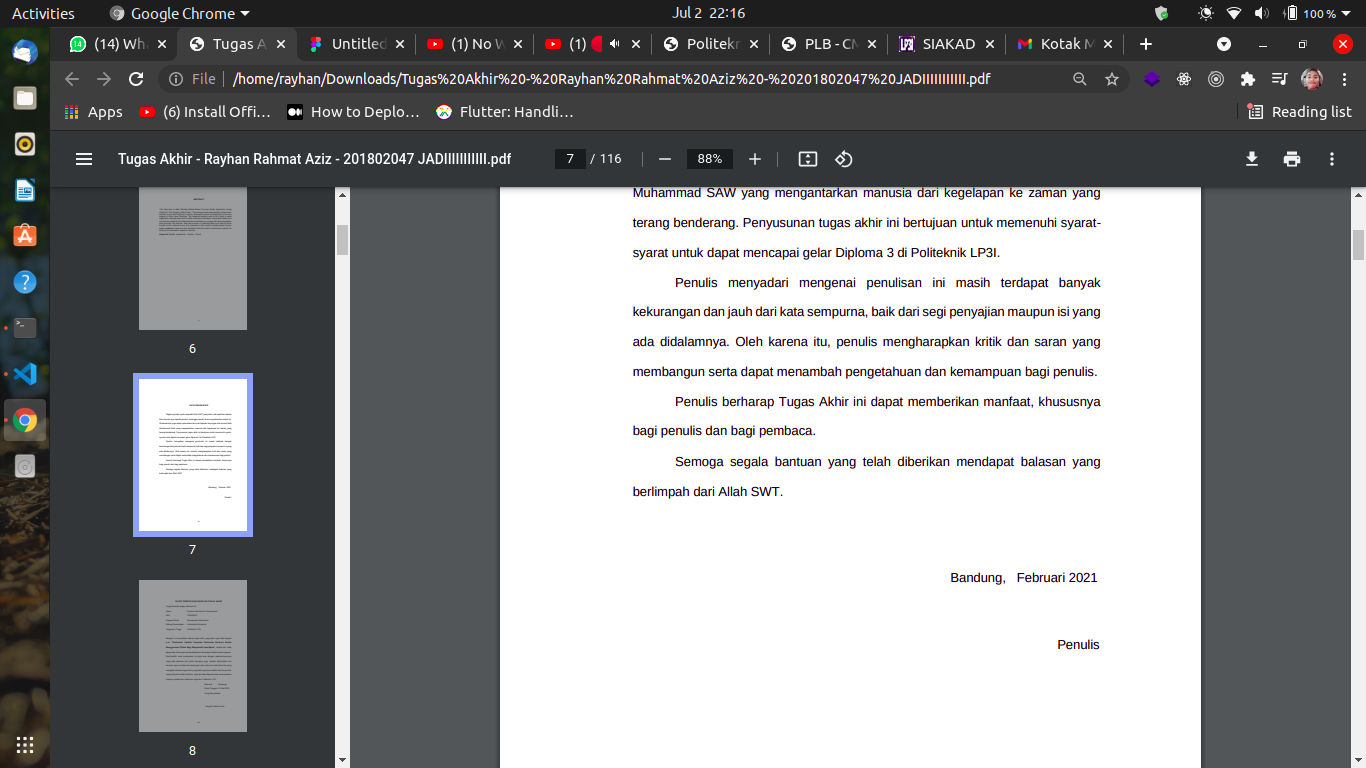 Activities
Google Chrome
Jul 2 22:16
100 %
(14) Wh
Tugas A
Untitled
(1) No W
(1)
Politekr
PLB - CM
SIAKAD
Kotak M
File
/home/rayhan/Downloads/Tugas%20Akhir%20-%20Rayhan%20Rahmat%20Aziz%20-%20201802047%20JADIIIIIIIIIII.pdf
Apps
(6) Install Offi...
How to Deplo...
Flutter: Handli...
Reading list
Tugas Akhir - Rayhan Rahmat Aziz - 201802047 JADIIIIIIIIIII.pdf
7 / 116
88%
6
7
8
Muhammad SAW yang mengantarkan manusia dari kegelapan ke zaman yang
terang benderang. Penyusunan tugas akhir ini bertujuan untuk memenuhi syarat-
syarat untuk dapat mencapai gelar Diploma 3 di Politeknik LP3I.
Penulis menyadari mengenai penulisan ini masih terdapat banyak
kekurangan dan jauh dari kata sempurna, baik dari segi penyajian maupun isi yang
ada didalamnya. Oleh karena itu, penulis mengharapkan kritik dan saran yang
membangun serta dapat menambah pengetahuan dan kemampuan bagi penulis.
Penulis berharap Tugas Akhir ini dapat memberikan manfaat, khususnya
bagi penulis dan bagi pembaca.
Semoga segala bantuan yang telah diberikan mendapat balasan yang
berlimpah dari Allah SWT.
Bandung, Februari 2021
Penulis